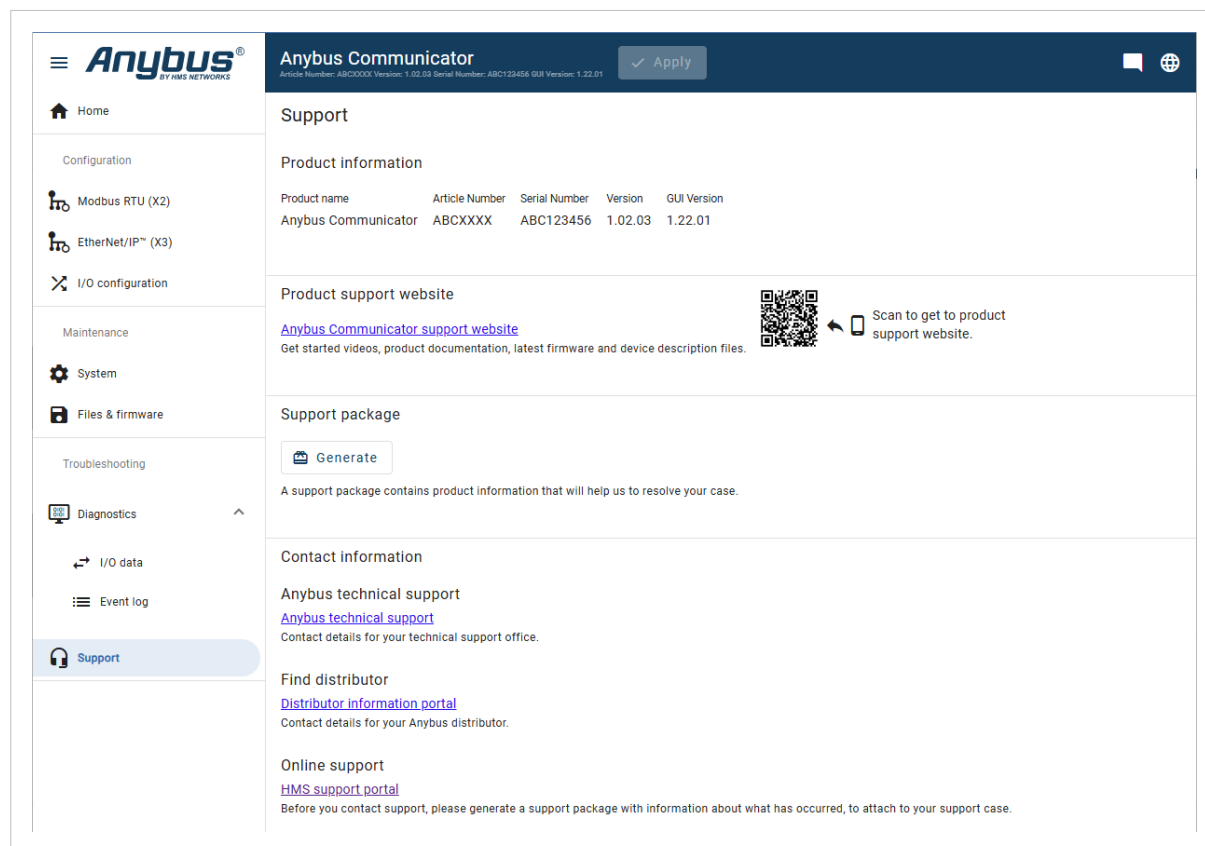 Anybus®
BY HMS NETWORKS
Anybus Communicator
Article Number: ABCXXXX Version: 1.02.03 Serial Number: ABC123456 GUI Version: 1.22.01
Apply
Home
Configuration
Modbus RTU (X2)
EtherNet/IP™ (X3)
I/O configuration
Maintenance
System
Files & firmware
Troubleshooting
Diagnostics
I/O data
Event log
Support
Support
Product information
Product name Article Number Serial Number Version GUI Version
Anybus Communicator ABCXXXX ABC123456 1.02.03 1.22.01
Product support website
Anybus Communicator support website
Get started videos, product documentation, latest firmware and device description files.
Scan to get to product
support website.
Support package
Generate
A support package contains product information that will help us to resolve your case.
Contact information
Anybus technical support
Anybus technical support
Contact details for your technical support office.
Find distributor
Distributor information portal
Contact details for your Anybus distributor.
Online support
HMS support portal
Before you contact support, please generate a support package with information about what has occurred, to attach to your support case.